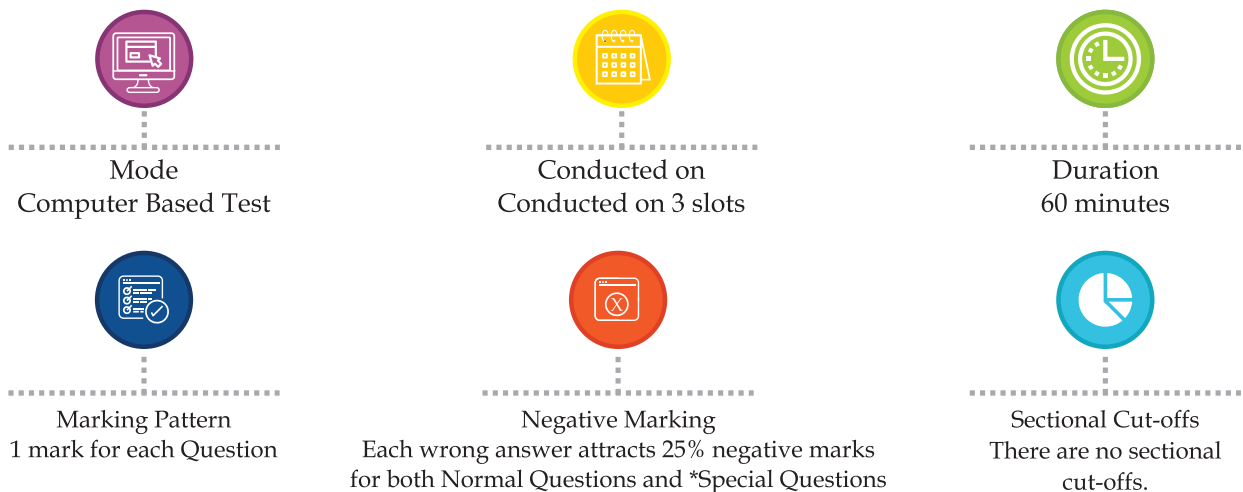 Mode
Computer Based Test
Conducted on
Conducted on 3 slots
Duration
60 minutes
Marking Pattern
1 mark for each Question
X
Negative Marking
Each wrong answer attracts 25% negative marks
for both Normal Questions and *Special Questions
Sectional Cut-offs
There are no sectional
cut-offs.